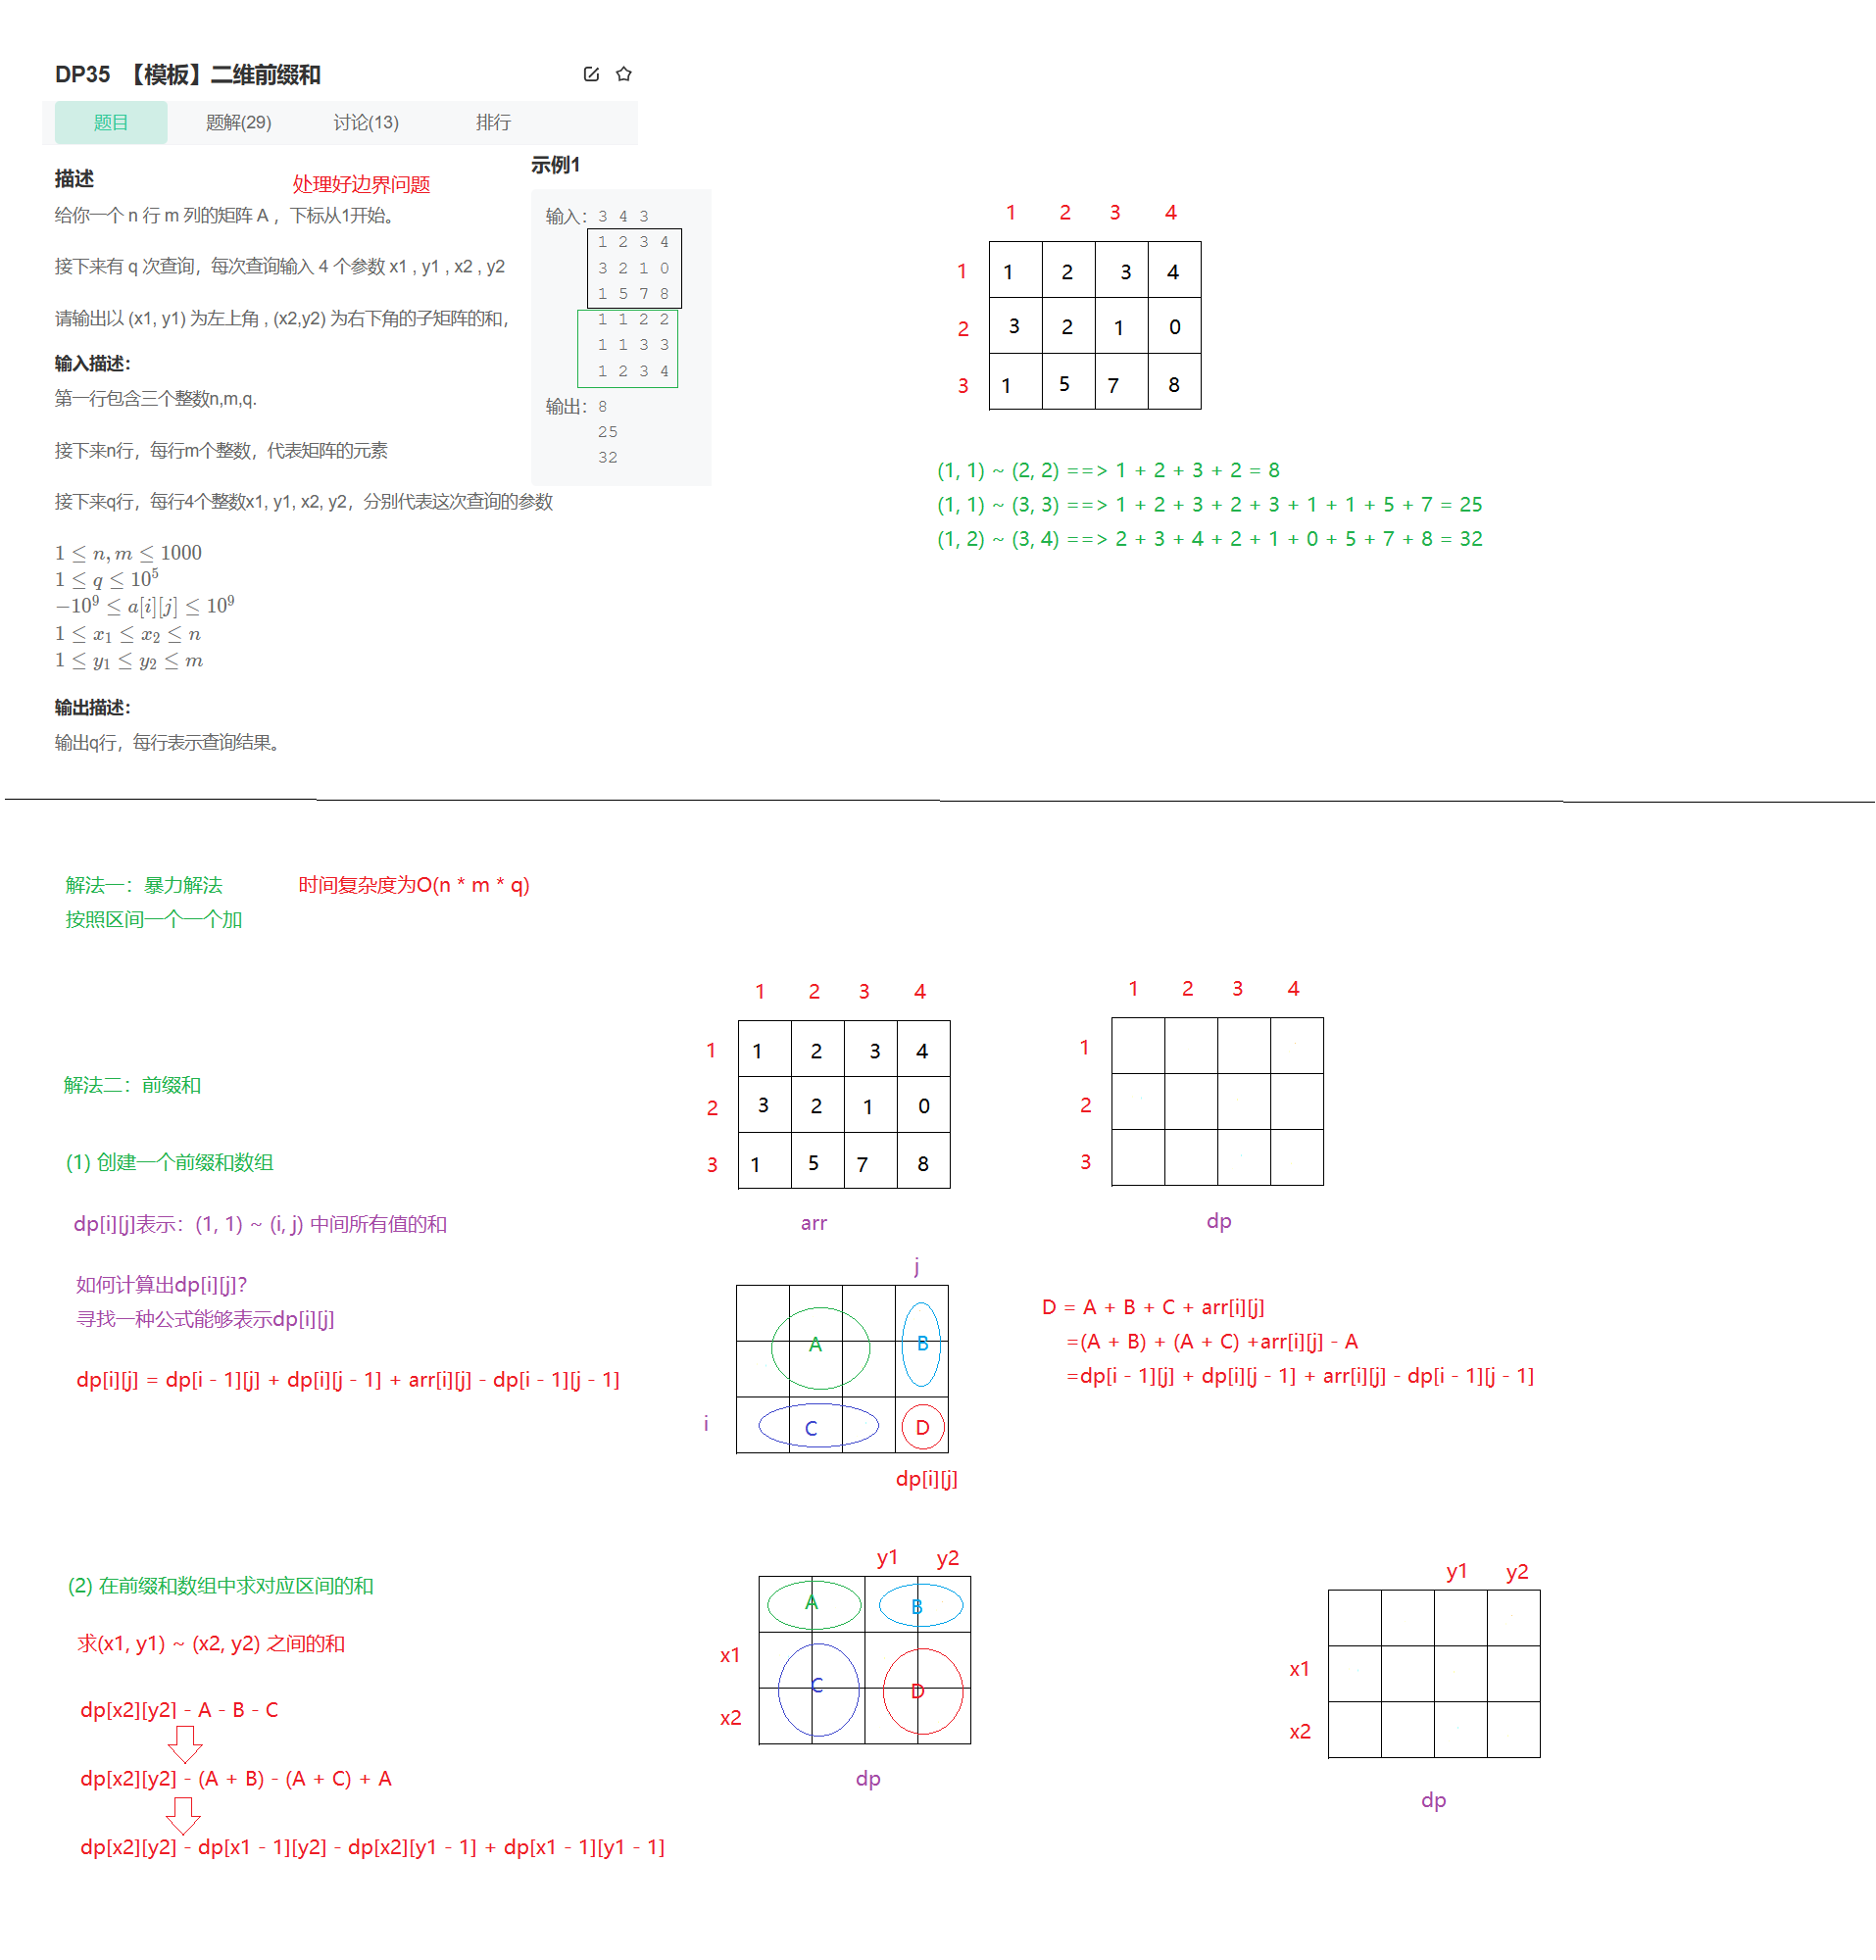 DP35 【模板】二维前缀和
题目 题解(29) 讨论(13) 排行
描述
处理好边界问题
给你一个 n 行 m 列的矩阵 A ，下标从1开始。
接下来有 q 次查询，每次查询输入 4 个参数 x1 , y1 , x2 , y2
请输出以 (x1, y1) 为左上角 , (x2,y2) 为右下角的子矩阵的和，
输入描述：
第一行包含三个整数n,m,q.
接下来n行，每行m个整数，代表矩阵的元素
接下来q行，每行4个整数x1, y1, x2, y2，分别代表这次查询的参数
1 ≤ n, m ≤ 1000
1 ≤ q ≤ 10⁵
−10⁹ ≤ a[i][j] ≤ 10⁹
1 ≤ x₁ ≤ x₂ ≤ n
1 ≤ y₁ ≤ y₂ ≤ m
输出描述：
输出q行，每行表示查询结果。
示例1
输入：3 4 3
1 2 3 4
3 2 1 0
1 5 7 8
1 1 2 2
1 1 3 3
1 2 3 4
输出：8
25
32
1 2 3 4
1 1 2 3 4
2 3 2 1 0
3 1 5 7 8
(1, 1) ~ (2, 2) ==> 1 + 2 + 3 + 2 = 8
(1, 1) ~ (3, 3) ==> 1 + 2 + 3 + 2 + 3 + 1 + 1 + 5 + 7 = 25
(1, 2) ~ (3, 4) ==> 2 + 3 + 4 + 2 + 1 + 0 + 5 + 7 + 8 = 32
解法一：暴力解法 时间复杂度为O(n * m * q)
按照区间一个一个加
解法二：前缀和
(1) 创建一个前缀和数组
dp[i][j]表示：(1, 1) ~ (i, j) 中间所有值的和
如何计算出dp[i][j]?
寻找一种公式能够表示dp[i][j]
dp[i][j] = dp[i - 1][j] + dp[i][j - 1] + arr[i][j] - dp[i - 1][j - 1]
1 2 3 4
1 1 2 3 4
2 3 2 1 0
3 1 5 7 8
arr
1 2 3 4
1
2
3
dp
j
A B
i C D
dp[i][j]
D = A + B + C + arr[i][j]
=(A + B) + (A + C) +arr[i][j] - A
=dp[i - 1][j] + dp[i][j - 1] + arr[i][j] - dp[i - 1][j - 1]
(2) 在前缀和数组中求对应区间的和
求(x1, y1) ~ (x2, y2) 之间的和
dp[x2][y2] - A - B - C
dp[x2][y2] - (A + B) - (A + C) + A
dp[x2][y2] - dp[x1 - 1][y2] - dp[x2][y1 - 1] + dp[x1 - 1][y1 - 1]
y1 y2
A B
x1
C D
x2
dp
y1 y2
x1
x2
dp